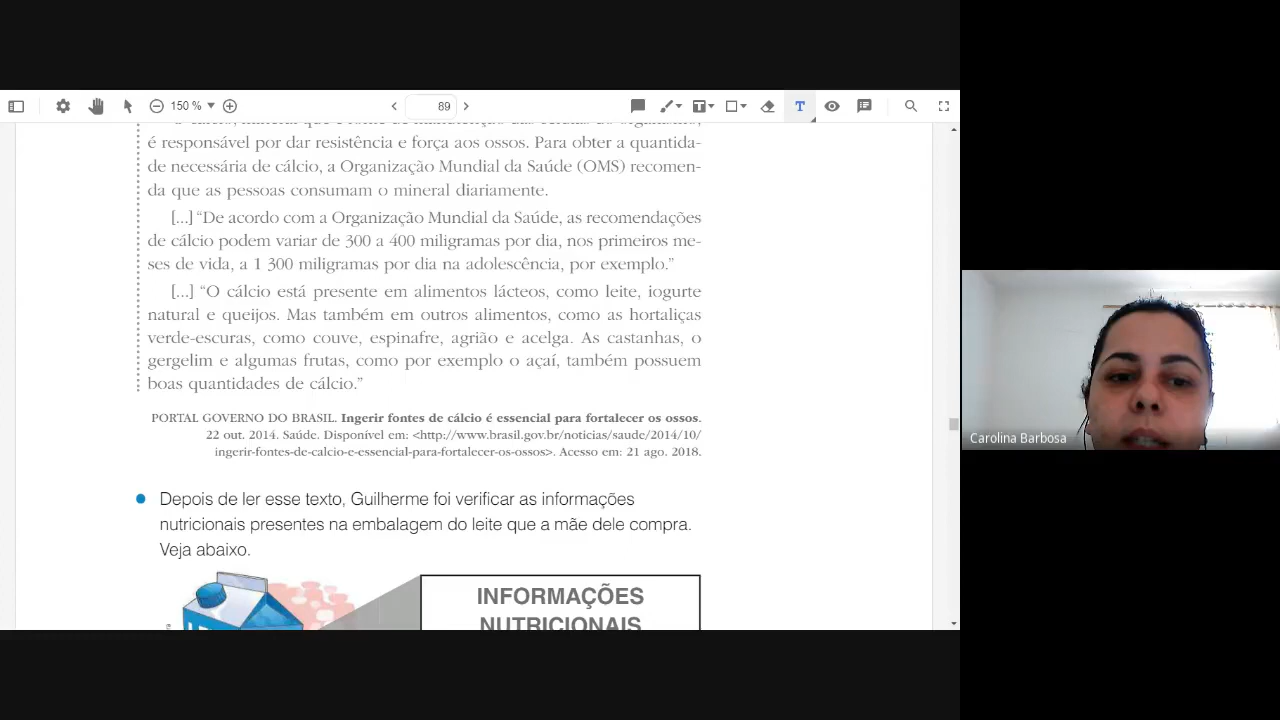 150 %
89
é responsável por dar resistência e força aos ossos. Para obter a quantida-
de necessária de cálcio, a Organização Mundial da Saúde (OMS) recomen-
da que as pessoas consumam o mineral diariamente.
[...] “De acordo com a Organização Mundial da Saúde, as recomendações
de cálcio podem variar de 300 a 400 miligramas por dia, nos primeiros me-
ses de vida, a 1 300 miligramas por dia na adolescência, por exemplo.”
[...] “O cálcio está presente em alimentos lácteos, como leite, iogurte
natural e queijos. Mas também em outros alimentos, como as hortaliças
verde-escuras, como couve, espinafre, agrião e acelga. As castanhas, o
gergelim e algumas frutas, como por exemplo o açaí, também possuem
boas quantidades de cálcio.”
PORTAL GOVERNO DO BRASIL. Ingerir fontes de cálcio é essencial para fortalecer os ossos.
22 out. 2014. Saúde. Disponível em: <http://www.brasil.gov.br/noticias/saude/2014/10/
ingerir-fontes-de-calcio-e-essencial-para-fortalecer-os-ossos>. Acesso em: 21 ago. 2018.
Depois de ler esse texto, Guilherme foi verificar as informações
nutricionais presentes na embalagem do leite que a mãe dele compra.
Veja abaixo.
INFORMAÇÕES
NUTRICIONAIS
Carolina Barbosa